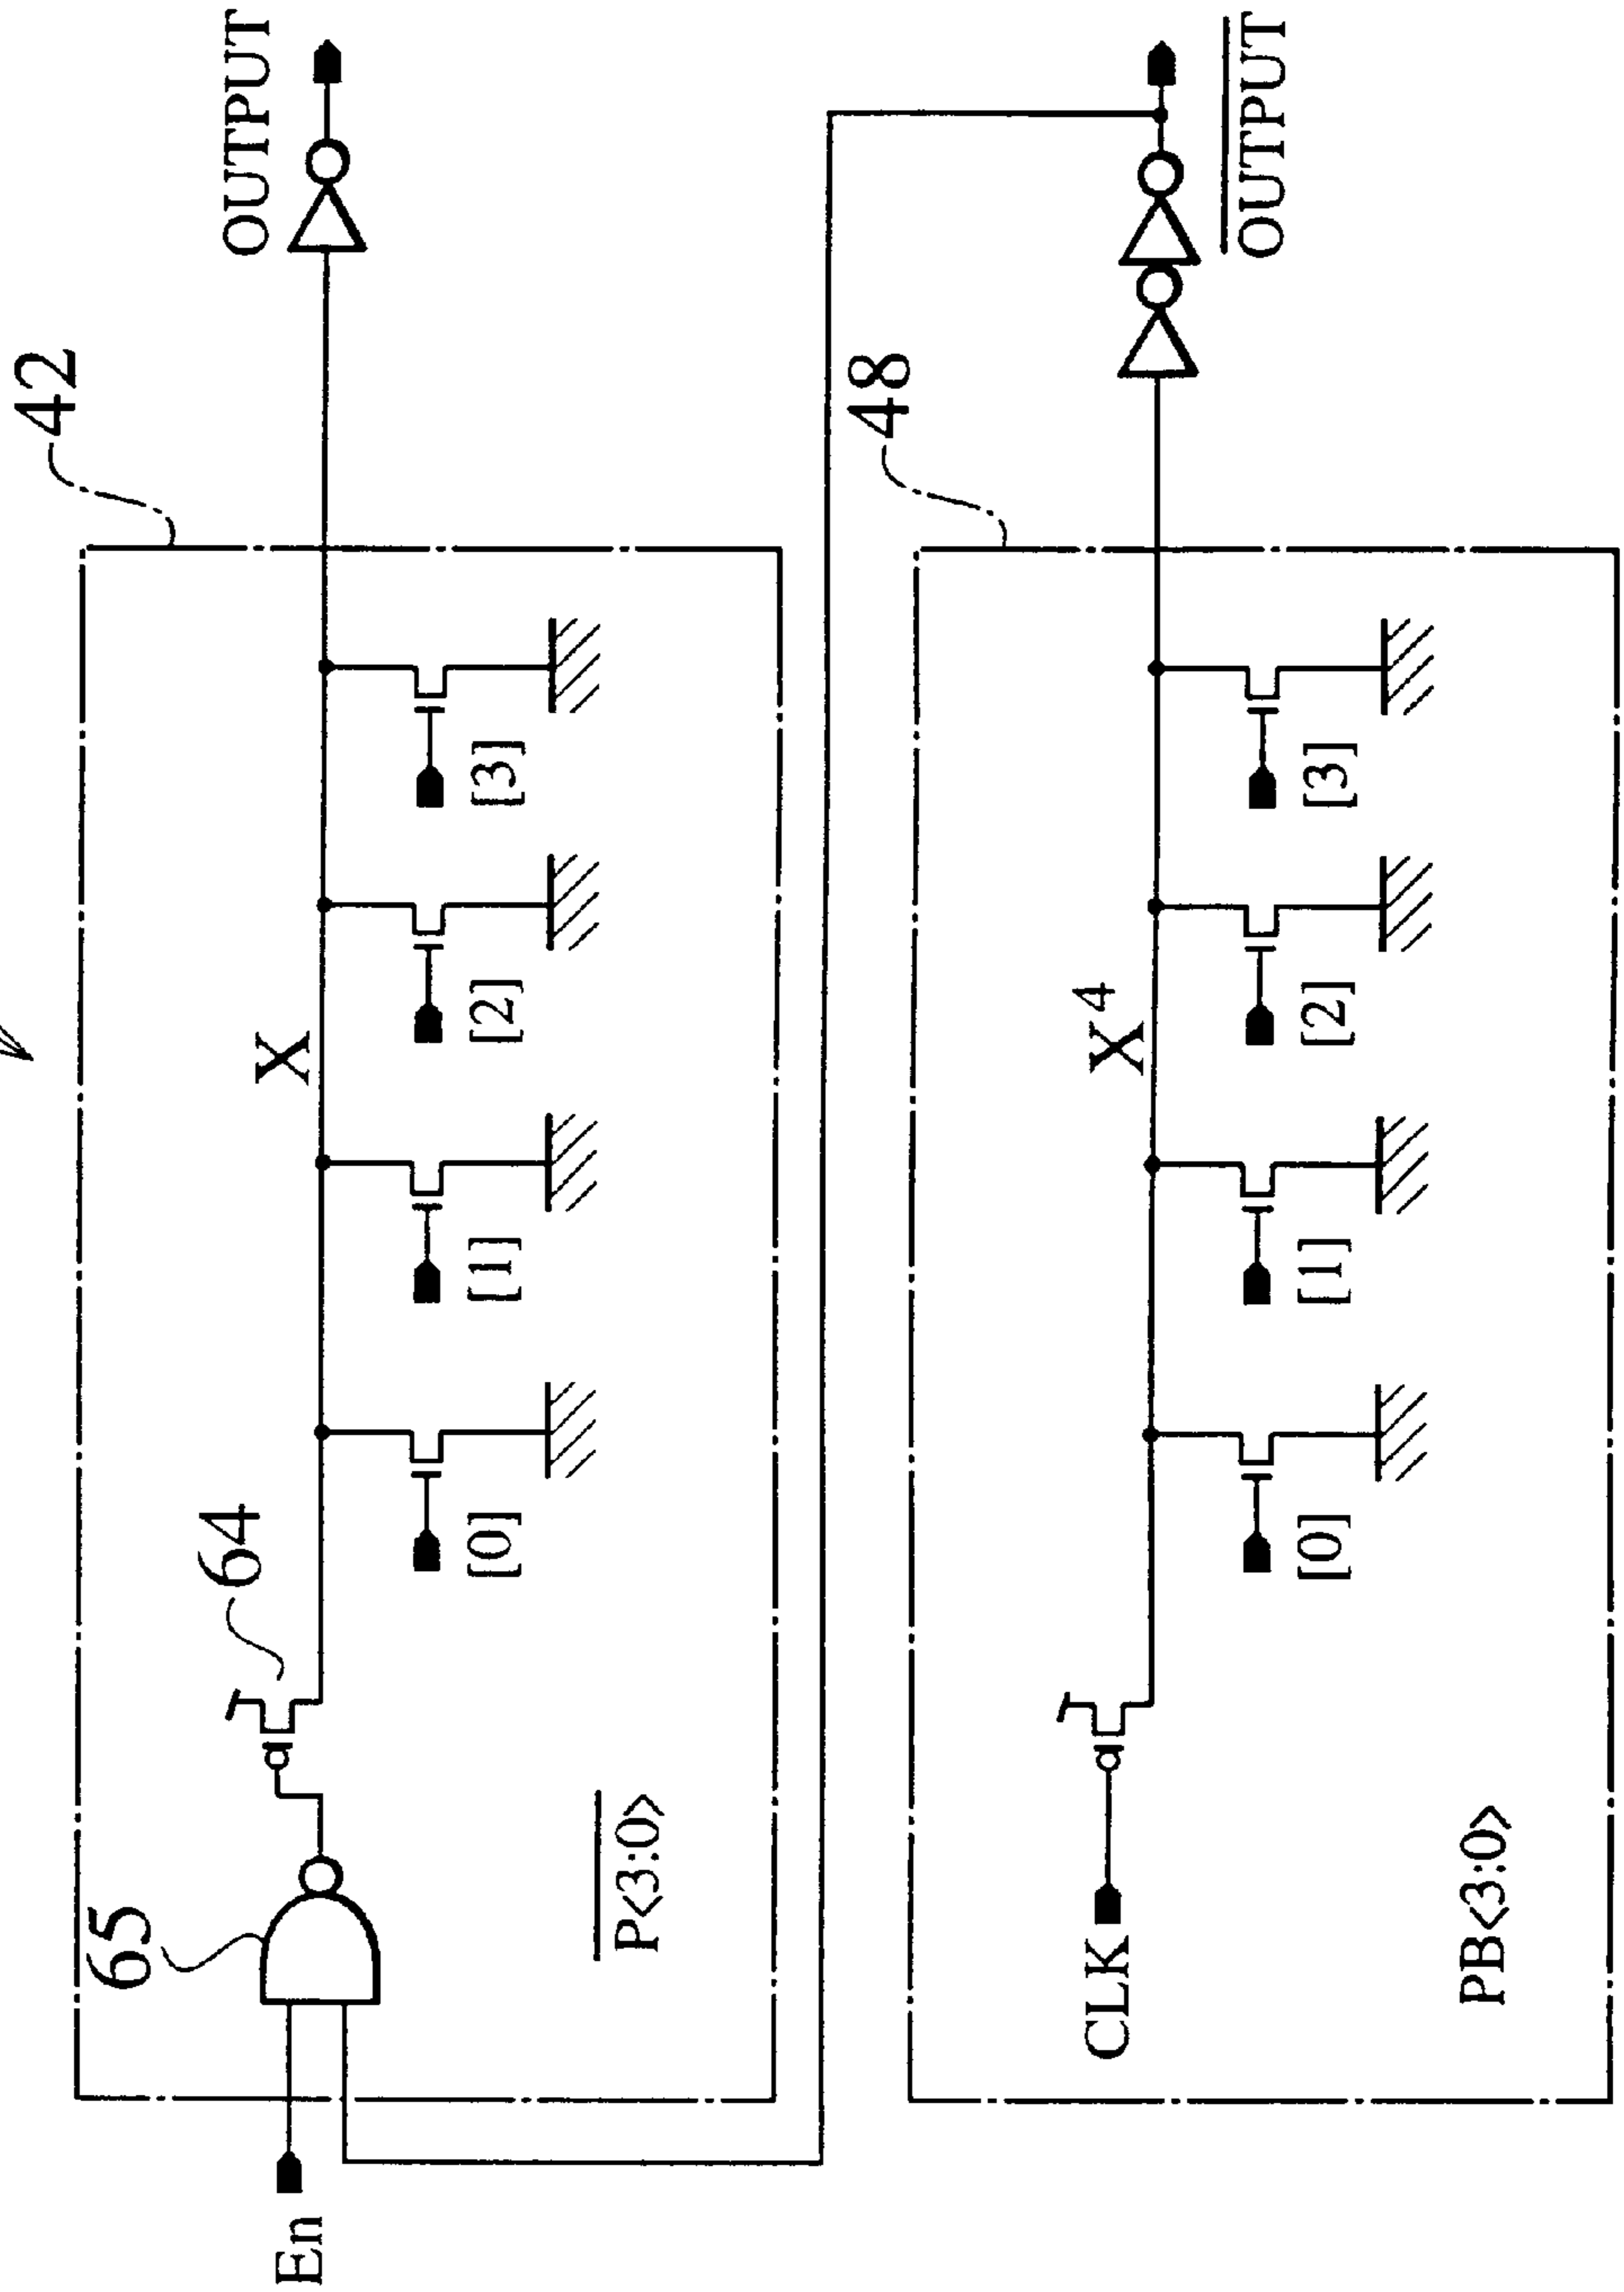 42
OUTPUT
64
65
X
En
[0]
[1]
[2]
[3]
P<3:0>
48
X4
CLK
OUTPUT
[0]
[1]
[2]
[3]
PB<3:0>